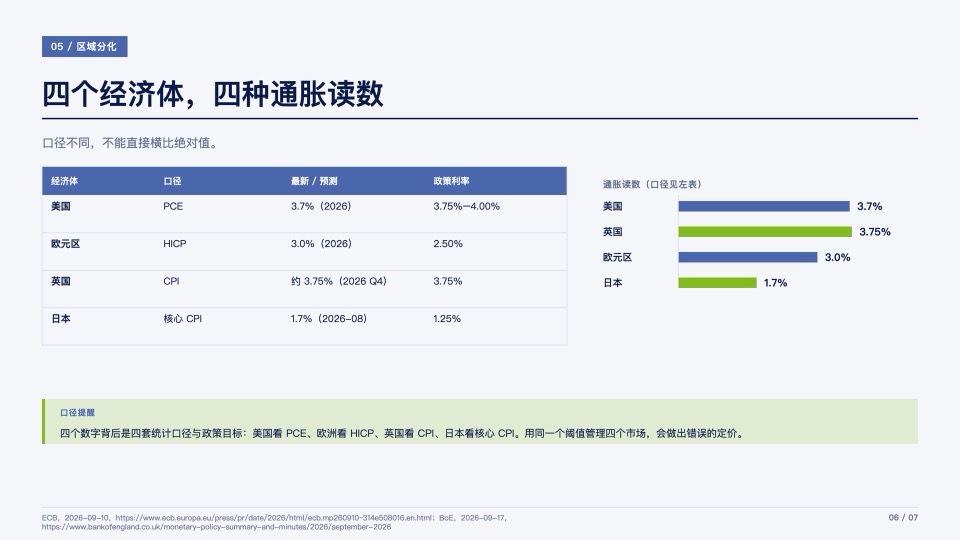 05 / 区域分化
四个经济体，四种通胀读数
口径不同，不能直接横比绝对值。
经济体 口径 最新 / 预测 政策利率
美国 PCE 3.7%（2026） 3.75%—4.00%
欧元区 HICP 3.0%（2026） 2.50%
英国 CPI 约 3.75%（2026 Q4） 3.75%
日本 核心 CPI 1.7%（2026-08） 1.25%
通胀读数（口径见左表）
美国 3.7%
英国 3.75%
欧元区 3.0%
日本 1.7%
口径提醒
四个数字背后是四套统计口径与政策目标：美国看 PCE、欧洲看 HICP、英国看 CPI、日本看核心 CPI。用同一个阈值管理四个市场，会做出错误的定价。
ECB，2026-09-10，https://www.ecb.europa.eu/press/pr/date/2026/html/ecb.mp260910~314e508016.en.html；BoE，2026-09-17，
https://www.bankofengland.co.uk/monetary-policy-summary-and-minutes/2026/september-2026
06 / 07